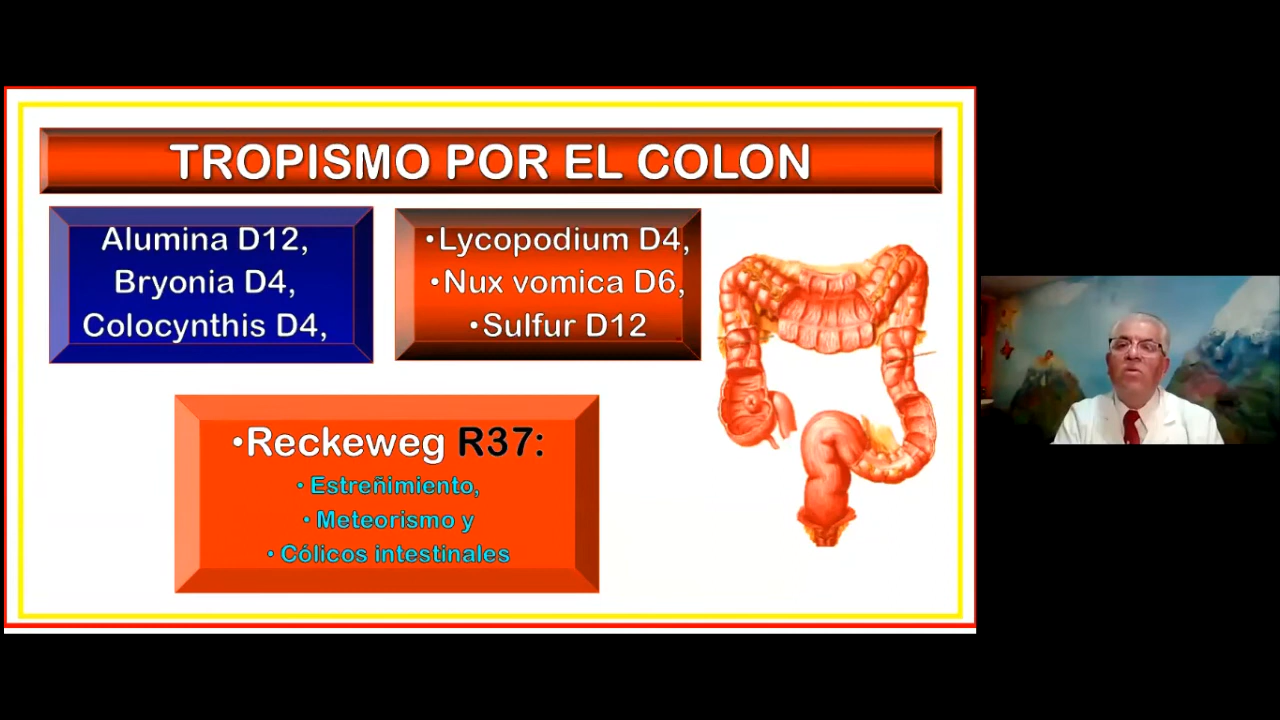 TROPISMO POR EL COLON
Alumina D12,
Bryonia D4,
Colocynthis D4,
•Lycopodium D4,
•Nux vomica D6,
•Sulfur D12
•Reckeweg R37:
• Estreñimiento,
• Meteorismo y
• Cólicos intestinales